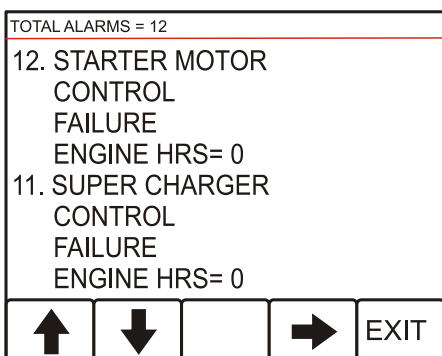 TOTAL ALARMS = 12
12. STARTER MOTOR
CONTROL
FAILURE
ENGINE HRS= 0
11. SUPER CHARGER
CONTROL
FAILURE
ENGINE HRS= 0
EXIT